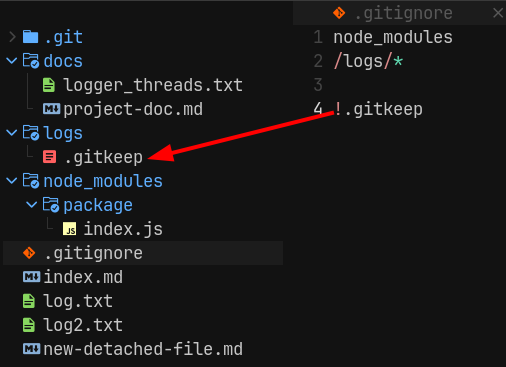 .git
docs
logger_threads.txt
project-doc.md
logs
.gitkeep
node_modules
package
JS index.js
.gitignore
index.md
log.txt
log2.txt
new-detached-file.md
.gitignore
1 node_modules
2 /logs/*
3
4 !.gitkeep